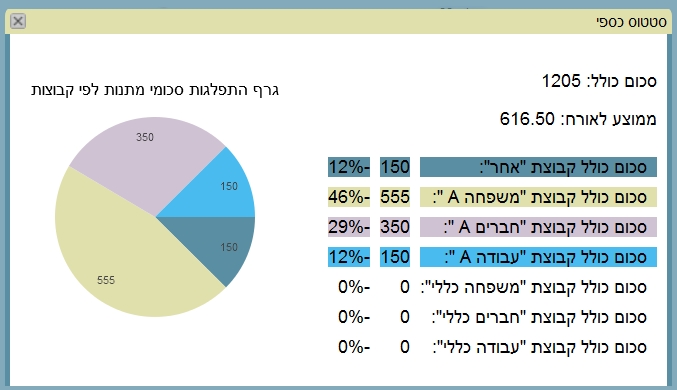 סטטוס כספי
סכום כולל: 1205
ממוצע לאורח: 616.50
סכום כולל קבוצת "אחר": 150 -12%
סכום כולל קבוצת "משפחה A ": 555 -46%
סכום כולל קבוצת "חברים A ": 350 -29%
סכום כולל קבוצת "עבודה A ": 150 -12%
סכום כולל קבוצת "משפחה כללי": 0 -0%
סכום כולל קבוצת "חברים כללי": 0 -0%
סכום כולל קבוצת "עבודה כללי": 0 -0%
גרף התפלגות סכומי מתנות לפי קבוצות
350
150
150
555